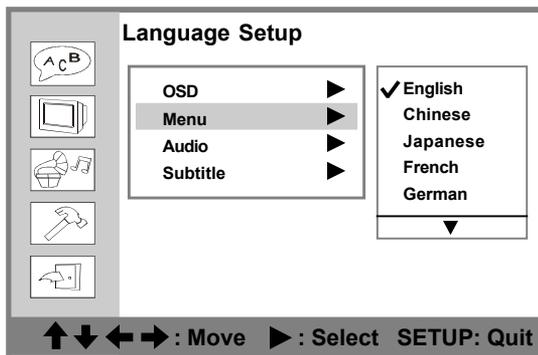 Language Setup
A C B
OSD
Menu
Audio
Subtitle
English
Chinese
Japanese
French
German
: Move : Select SETUP: Quit